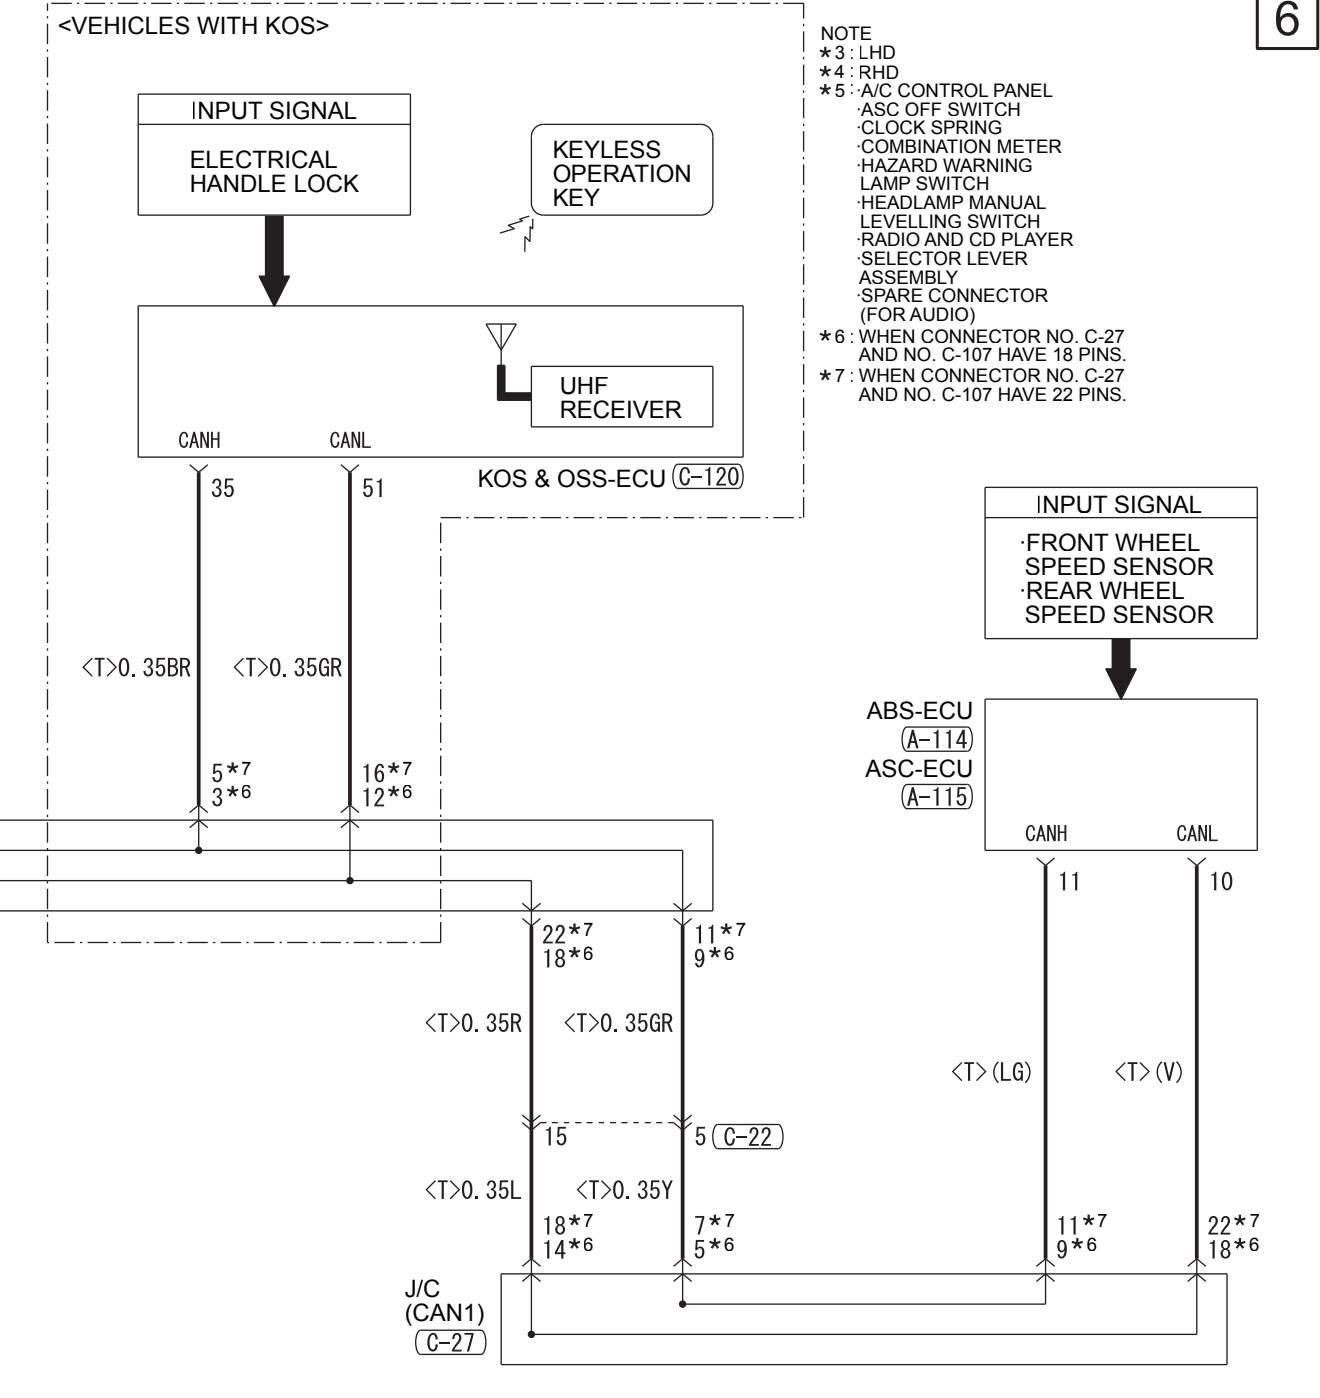 <VEHICLES WITH KOS>
6
NOTE
*3 : LHD
*4 : RHD
*5 : ·A/C CONTROL PANEL
·ASC OFF SWITCH
·CLOCK SPRING
·COMBINATION METER
·HAZARD WARNING
LAMP SWITCH
·HEADLAMP MANUAL
LEVELLING SWITCH
·RADIO AND CD PLAYER
·SELECTOR LEVER
ASSEMBLY
·SPARE CONNECTOR
(FOR AUDIO)
*6 : WHEN CONNECTOR NO. C-27
AND NO. C-107 HAVE 18 PINS.
*7 : WHEN CONNECTOR NO. C-27
AND NO. C-107 HAVE 22 PINS.
INPUT SIGNAL
ELECTRICAL
HANDLE LOCK
KEYLESS
OPERATION
KEY
UHF
RECEIVER
CANH
CANL
KOS & OSS-ECU (C-120)
35
51
INPUT SIGNAL
·FRONT WHEEL
SPEED SENSOR
·REAR WHEEL
SPEED SENSOR
<T>0.35BR
<T>0.35GR
ABS-ECU
(A-114)
ASC-ECU
(A-115)
5*7
3*6
16*7
12*6
CANH
CANL
11
10
22*7
18*6
11*7
9*6
<T>0.35R
<T>0.35GR
<T>(LG)
<T>(V)
15
5 (C-22)
<T>0.35L
<T>0.35Y
18*7
14*6
7*7
5*6
11*7
9*6
22*7
18*6
J/C
(CAN1)
(C-27)